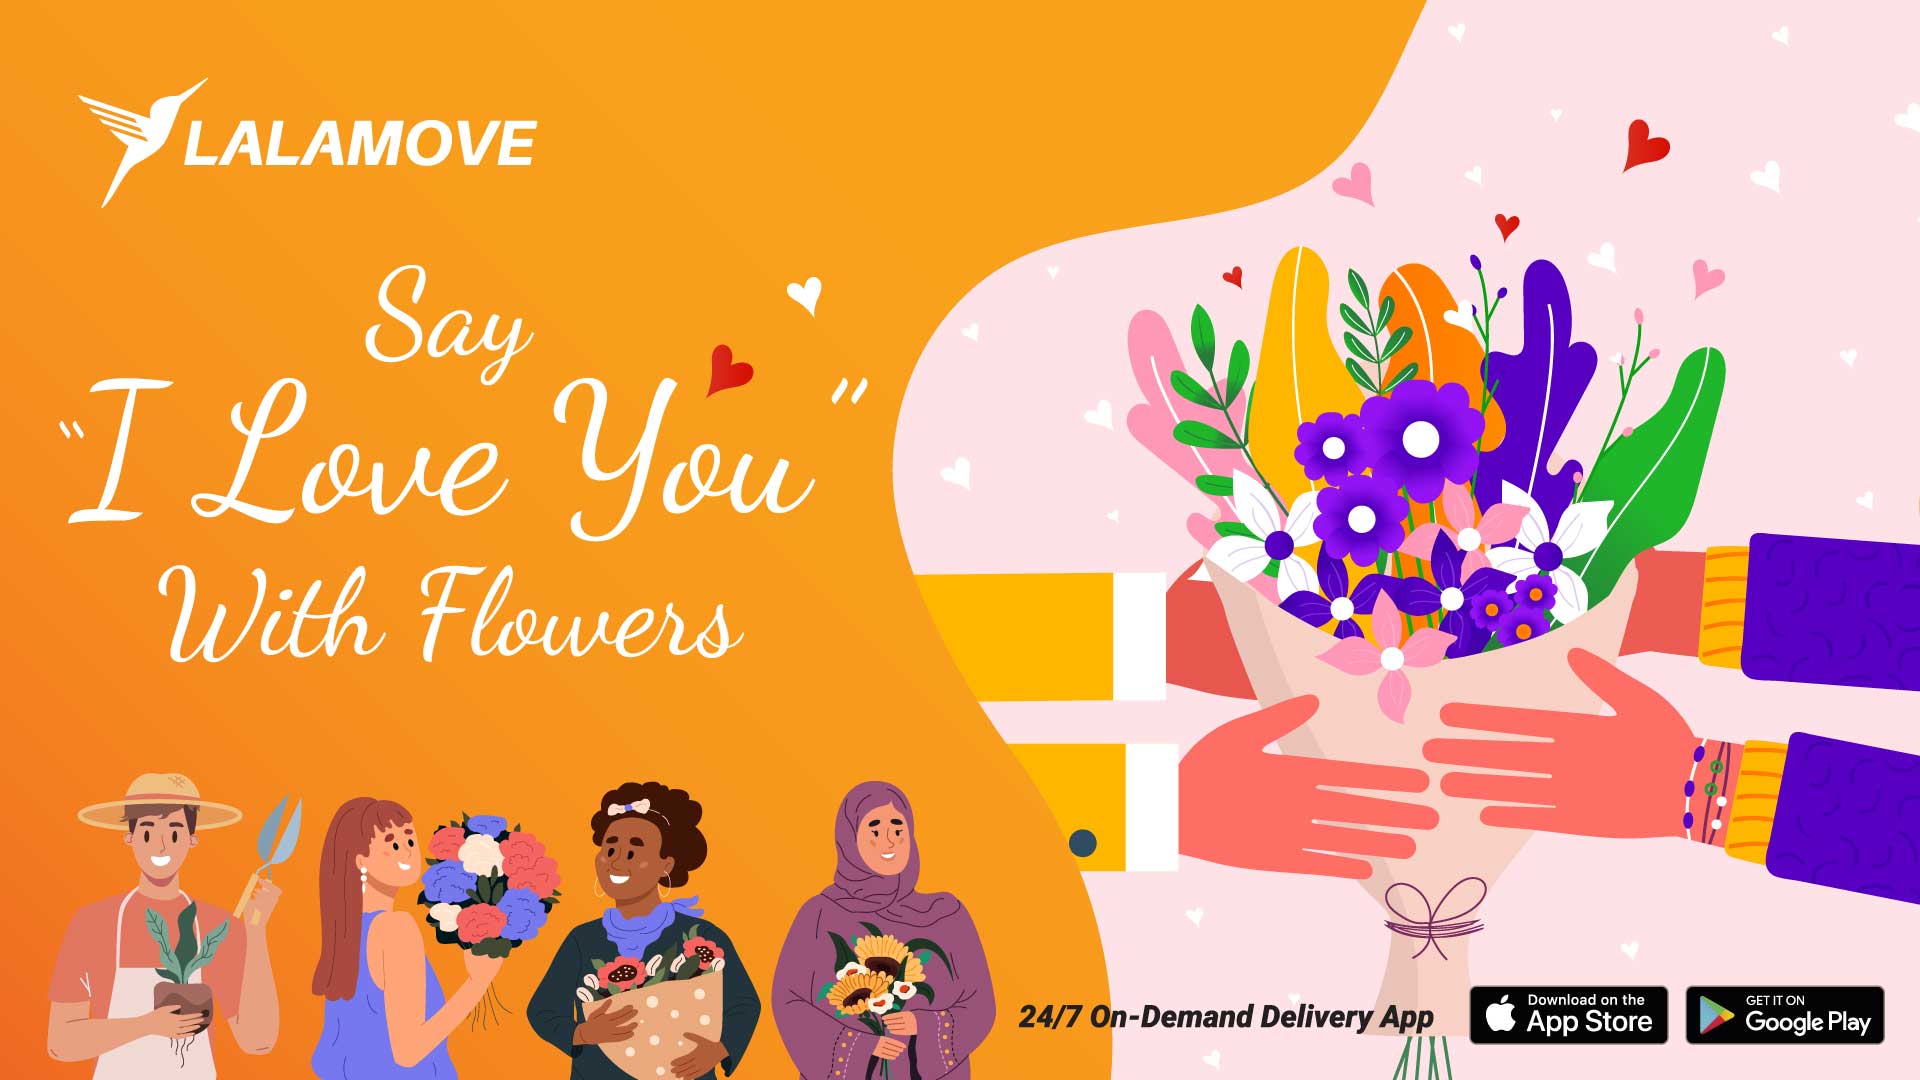 LALAMOVE
Say
"I Love You"
With Flowers
24/7 On-Demand Delivery App
Download on the
App Store
GET IT ON
Google Play